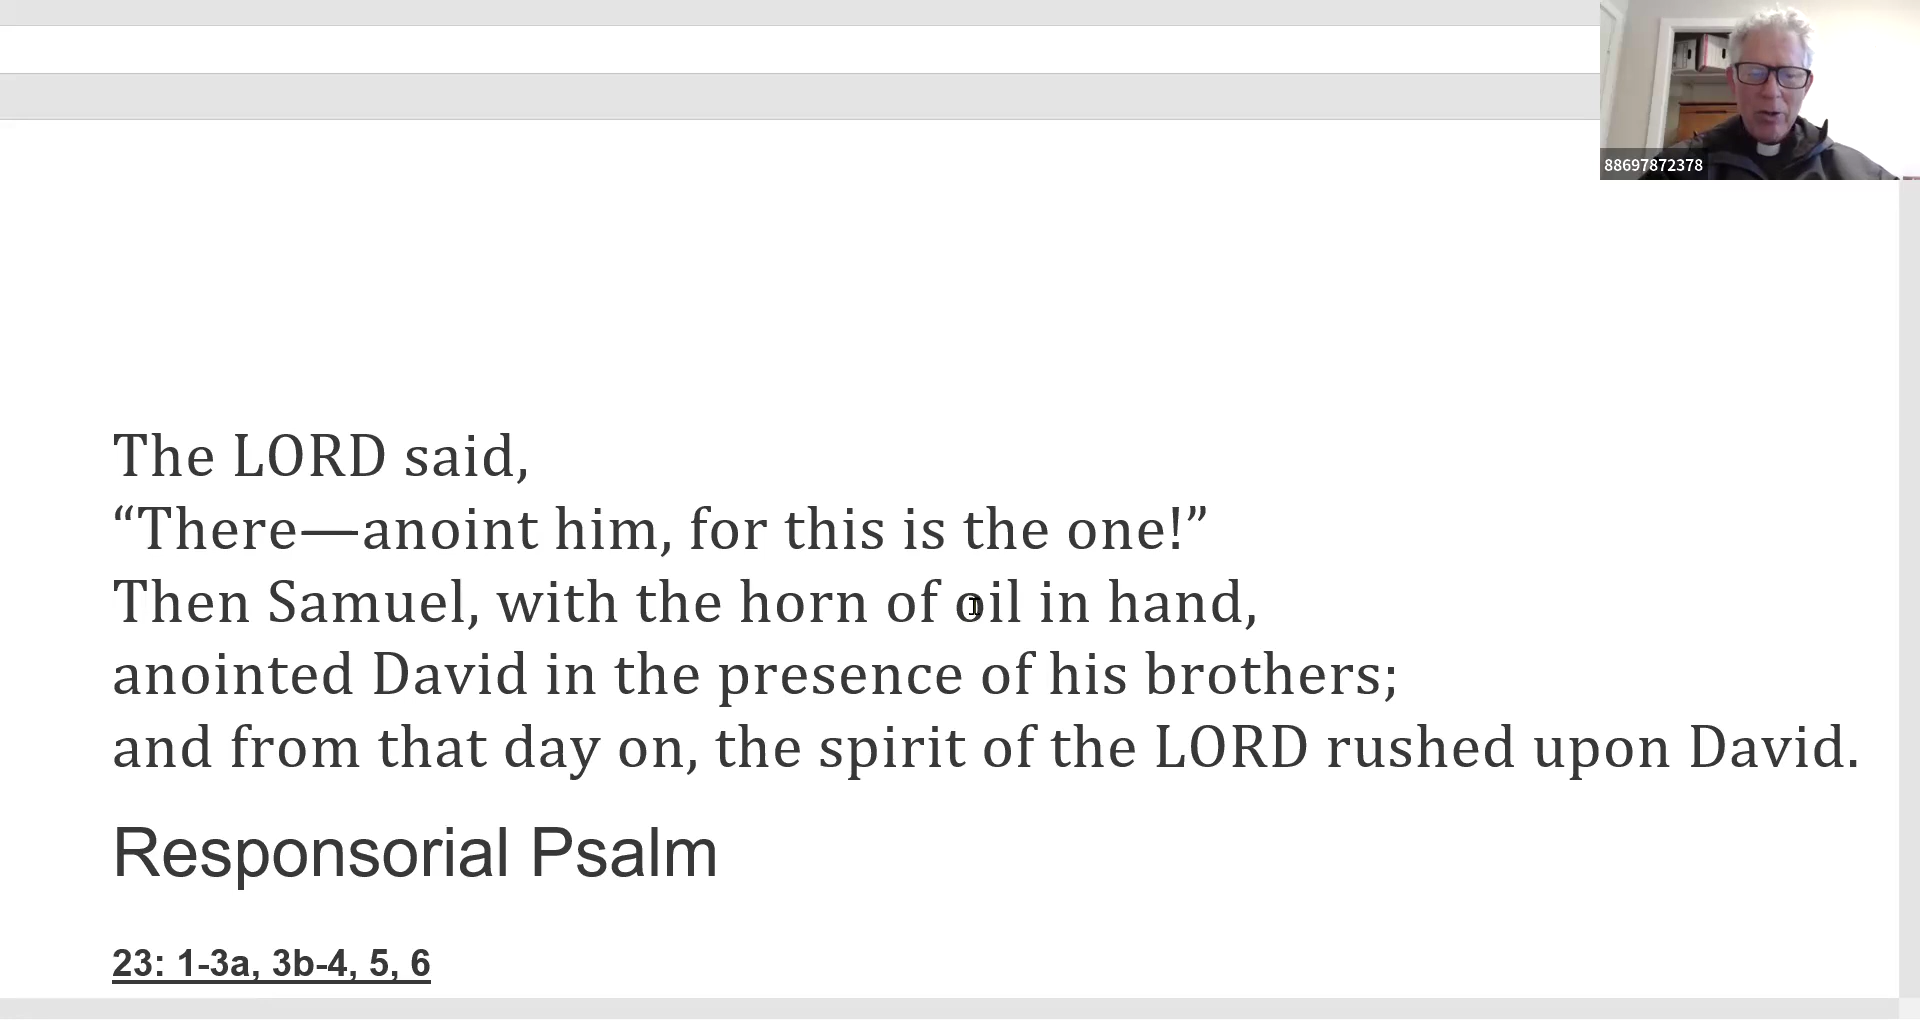 88697872378
The LORD said,
“There—anoint him, for this is the one!”
Then Samuel, with the horn of oil in hand,
anointed David in the presence of his brothers;
and from that day on, the spirit of the LORD rushed upon David.
Responsorial Psalm
23: 1-3a, 3b-4, 5, 6